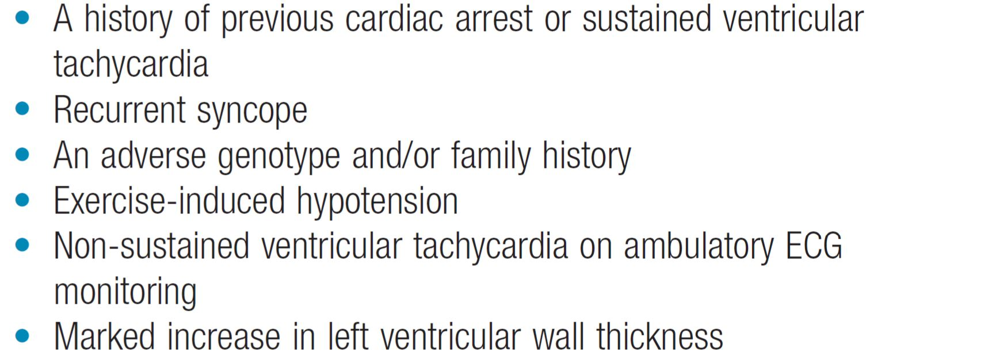 • A history of previous cardiac arrest or sustained ventricular
tachycardia
• Recurrent syncope
• An adverse genotype and/or family history
• Exercise-induced hypotension
• Non-sustained ventricular tachycardia on ambulatory ECG
monitoring
• Marked increase in left ventricular wall thickness